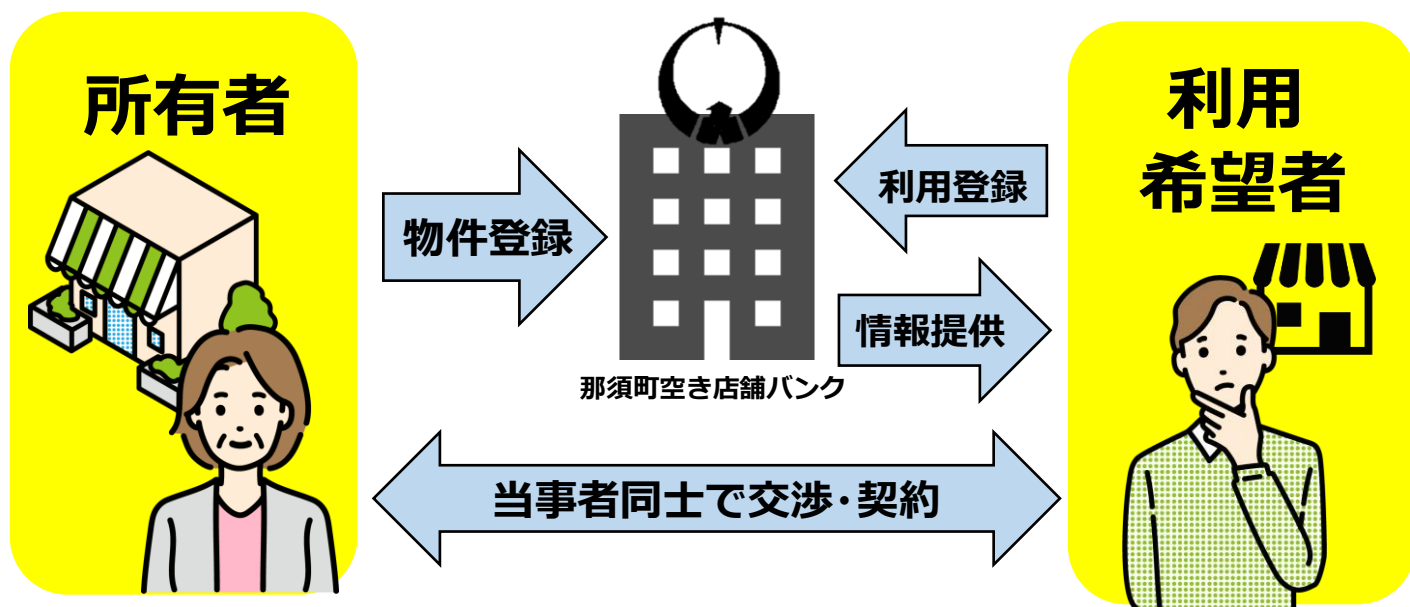 所有者
物件登録
那須町空き店舗バンク
利用登録
情報提供
利用
希望者
当事者同士で交渉・契約